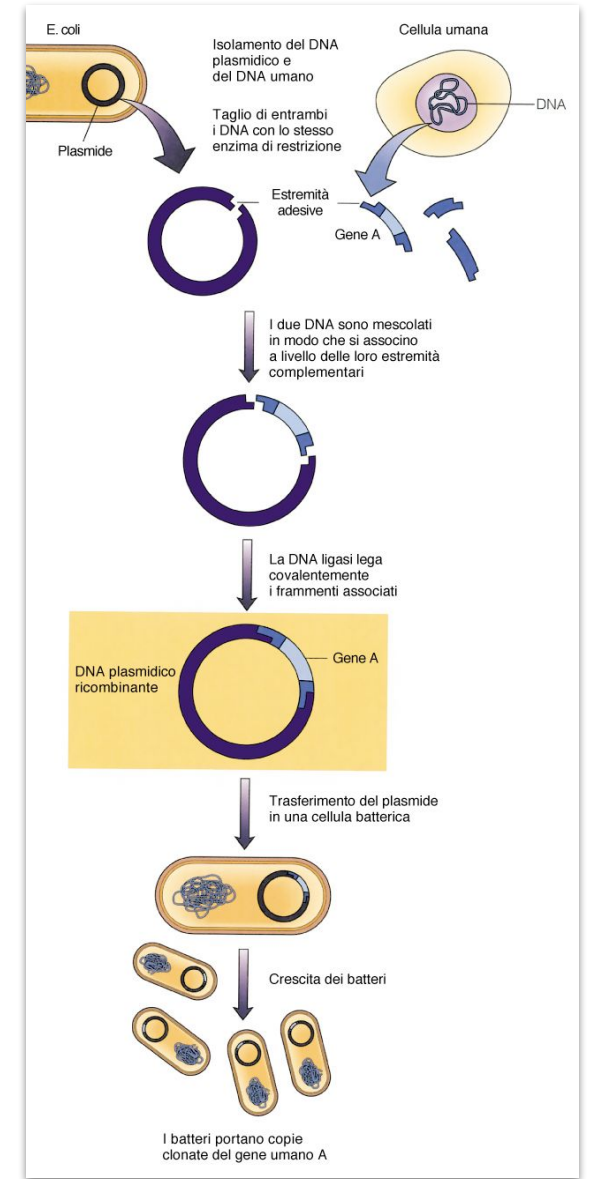 E. coli
Cellula umana
Isolamento del DNA
plasmidico e
del DNA umano
DNA
Taglio di entrambi
i DNA con lo stesso
enzima di restrizione
Plasmide
Estremità
adesive
Gene A
I due DNA sono mescolati
in modo che si associno
a livello delle loro estremità
complementari
La DNA ligasi lega
covalentemente
i frammenti associati
Gene A
DNA plasmidico
ricombinante
Trasferimento del plasmide
in una cellula batterica
Crescita dei batteri
I batteri portano copie
clonate del gene umano A